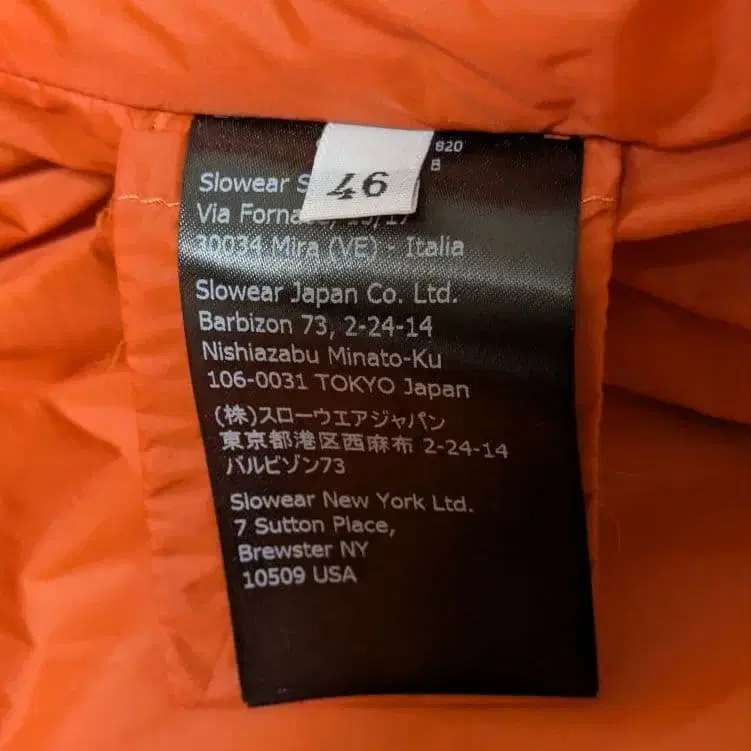 820
B
46
Slowear
Via
30034 Mira (VE) - Italia
Slowear Japan Co. Ltd.
Barbizon 73, 2-24-14
Nishiazabu Minato-Ku
106-0031 TOKYO Japan
(株)スローウエアジャパン
東京都港区西麻布 2-24-14
バルビゾン73
Slowear New York Ltd.
7 Sutton Place,
Brewster NY
10509 USA